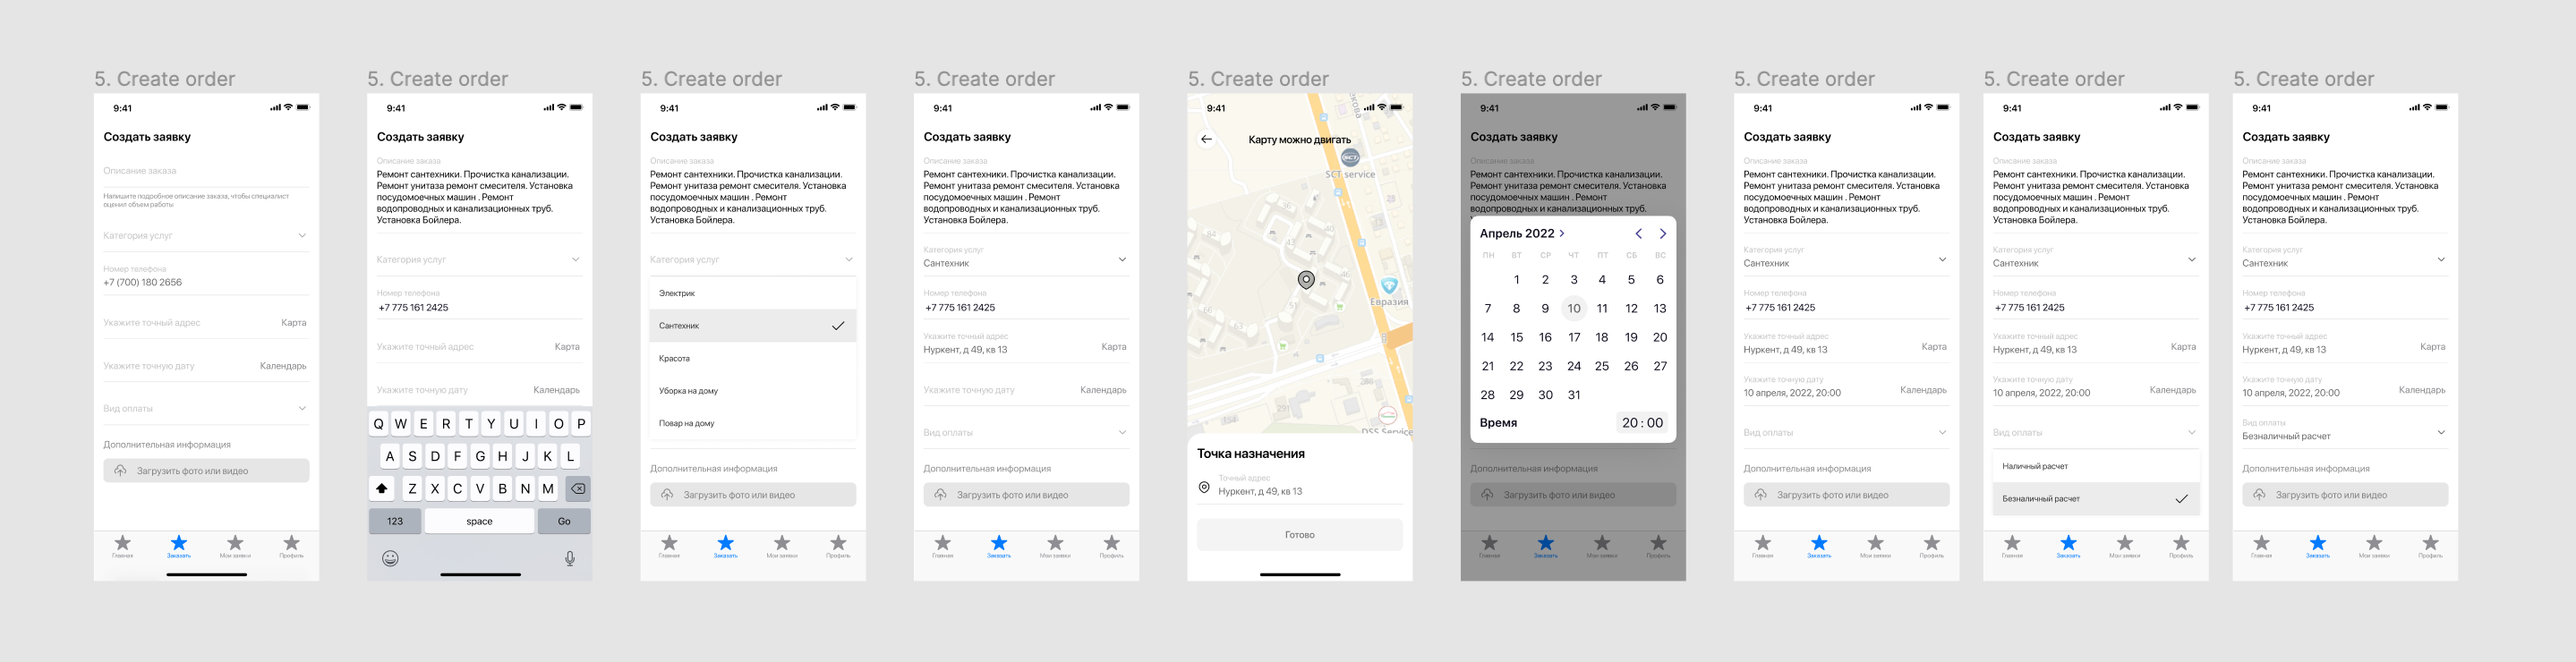 5. Create order
9:41
Создать заявку
Описание заказа
Напишите подробное описание заказа, чтобы специалист
оценил объем работы
Категория услуг
Номер телефона
+7 (700) 180 2656
Укажите точный адрес Карта
Укажите точную дату Календарь
Вид оплаты
Дополнительная информация
Загрузить фото или видео
Главная Заказать Мои заявки Профиль
5. Create order
9:41
Создать заявку
Описание заказа
Ремонт сантехники. Прочистка канализации.
Ремонт унитаза ремонт смесителя. Установка
посудомоечных машин . Ремонт
водопроводных и канализационных труб.
Установка Бойлера.
Категория услуг
Номер телефона
+7 775 161 2425
Укажите точный адрес Карта
Укажите точную дату Календарь
Q W E R T Y U I O P
A S D F G H J K L
Z X C V B N M
123 space Go
5. Create order
9:41
Создать заявку
Описание заказа
Ремонт сантехники. Прочистка канализации.
Ремонт унитаза ремонт смесителя. Установка
посудомоечных машин . Ремонт
водопроводных и канализационных труб.
Установка Бойлера.
Категория услуг
Электрик
Сантехник
Красота
Уборка на дому
Повар на дому
Дополнительная информация
Загрузить фото или видео
Главная Заказать Мои заявки Профиль
5. Create order
9:41
Создать заявку
Описание заказа
Ремонт сантехники. Прочистка канализации.
Ремонт унитаза ремонт смесителя. Установка
посудомоечных машин . Ремонт
водопроводных и канализационных труб.
Установка Бойлера.
Категория услуг
Сантехник
Номер телефона
+7 775 161 2425
Укажите точный адрес
Нуркент, д 49, кв 13 Карта
Укажите точную дату Календарь
Вид оплаты
Дополнительная информация
Загрузить фото или видео
Главная Заказать Мои заявки Профиль
5. Create order
9:41
Карту можно двигать
SCT
SCT service
34
43
40
46
51
66
63
Евразия
154
291
DSS Service
Точка назначения
Точный адрес
Нуркент, д 49, кв 13
Готово
5. Create order
9:41
Создать заявку
Описание заказа
Ремонт сантехники. Прочистка канализации.
Ремонт унитаза ремонт смесителя. Установка
посудомоечных машин . Ремонт
водопроводных и канализационных труб.
Апрель 2022
ПН ВТ СР ЧТ ПТ СБ ВС
1 2 3 4 5 6
7 8 9 10 11 12 13
14 15 16 17 18 19 20
21 22 23 24 25 26 27
28 29 30 31
Время 20 : 00
Дополнительная информация
Загрузить фото или видео
Главная Заказать Мои заявки Профиль
5. Create order
9:41
Создать заявку
Описание заказа
Ремонт сантехники. Прочистка канализации.
Ремонт унитаза ремонт смесителя. Установка
посудомоечных машин . Ремонт
водопроводных и канализационных труб.
Установка Бойлера.
Категория услуг
Сантехник
Номер телефона
+7 775 161 2425
Укажите точный адрес
Нуркент, д 49, кв 13 Карта
Укажите точную дату
10 апреля, 2022, 20:00 Календарь
Вид оплаты
Дополнительная информация
Загрузить фото или видео
Главная Заказать Мои заявки Профиль
5. Create order
9:41
Создать заявку
Описание заказа
Ремонт сантехники. Прочистка канализации.
Ремонт унитаза ремонт смесителя. Установка
посудомоечных машин . Ремонт
водопроводных и канализационных труб.
Установка Бойлера.
Категория услуг
Сантехник
Номер телефона
+7 775 161 2425
Укажите точный адрес
Нуркент, д 49, кв 13 Карта
Укажите точную дату
10 апреля, 2022, 20:00 Календарь
Вид оплаты
Наличный расчет
Безналичный расчет
Главная Заказать Мои заявки Профиль
5. Create order
9:41
Создать заявку
Описание заказа
Ремонт сантехники. Прочистка канализации.
Ремонт унитаза ремонт смесителя. Установка
посудомоечных машин . Ремонт
водопроводных и канализационных труб.
Установка Бойлера.
Категория услуг
Сантехник
Номер телефона
+7 775 161 2425
Укажите точный адрес
Нуркент, д 49, кв 13 Карта
Укажите точную дату
10 апреля, 2022, 20:00 Календарь
Вид оплаты
Безналичный расчет
Дополнительная информация
Загрузить фото или видео
Главная Заказать Мои заявки Профиль